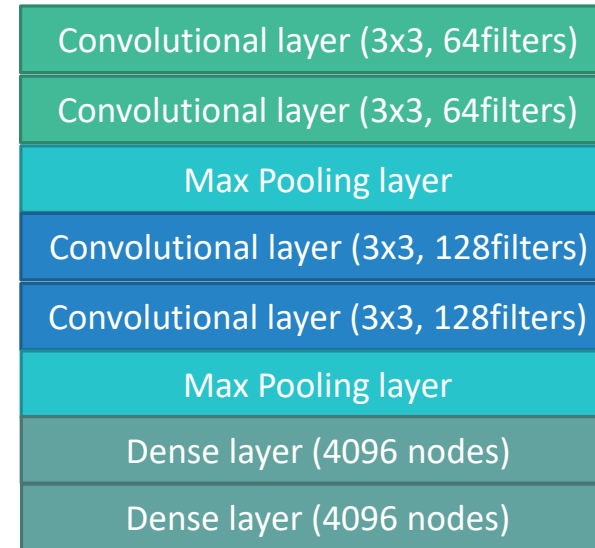 Convolutional layer (3x3, 64filters)
Convolutional layer (3x3, 64filters)
Max Pooling layer
Convolutional layer (3x3, 128filters)
Convolutional layer (3x3, 128filters)
Max Pooling layer
Dense layer (4096 nodes)
Dense layer (4096 nodes)